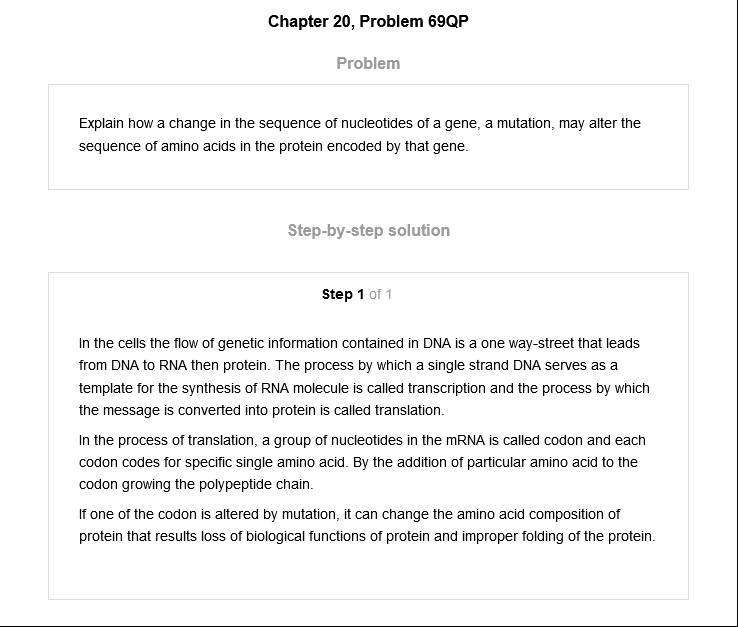 Chapter 20, Problem 69QP
Problem
Explain how a change in the sequence of nucleotides of a gene, a mutation, may alter the
sequence of amino acids in the protein encoded by that gene.
Step-by-step solution
Step 1 of 1
In the cells the flow of genetic information contained in DNA is a one way-street that leads
from DNA to RNA then protein. The process by which a single strand DNA serves as a
template for the synthesis of RNA molecule is called transcription and the process by which
the message is converted into protein is called translation.
In the process of translation, a group of nucleotides in the mRNA is called codon and each
codon codes for specific single amino acid. By the addition of particular amino acid to the
codon growing the polypeptide chain.
If one of the codon is altered by mutation, it can change the amino acid composition of
protein that results loss of biological functions of protein and improper folding of the protein.